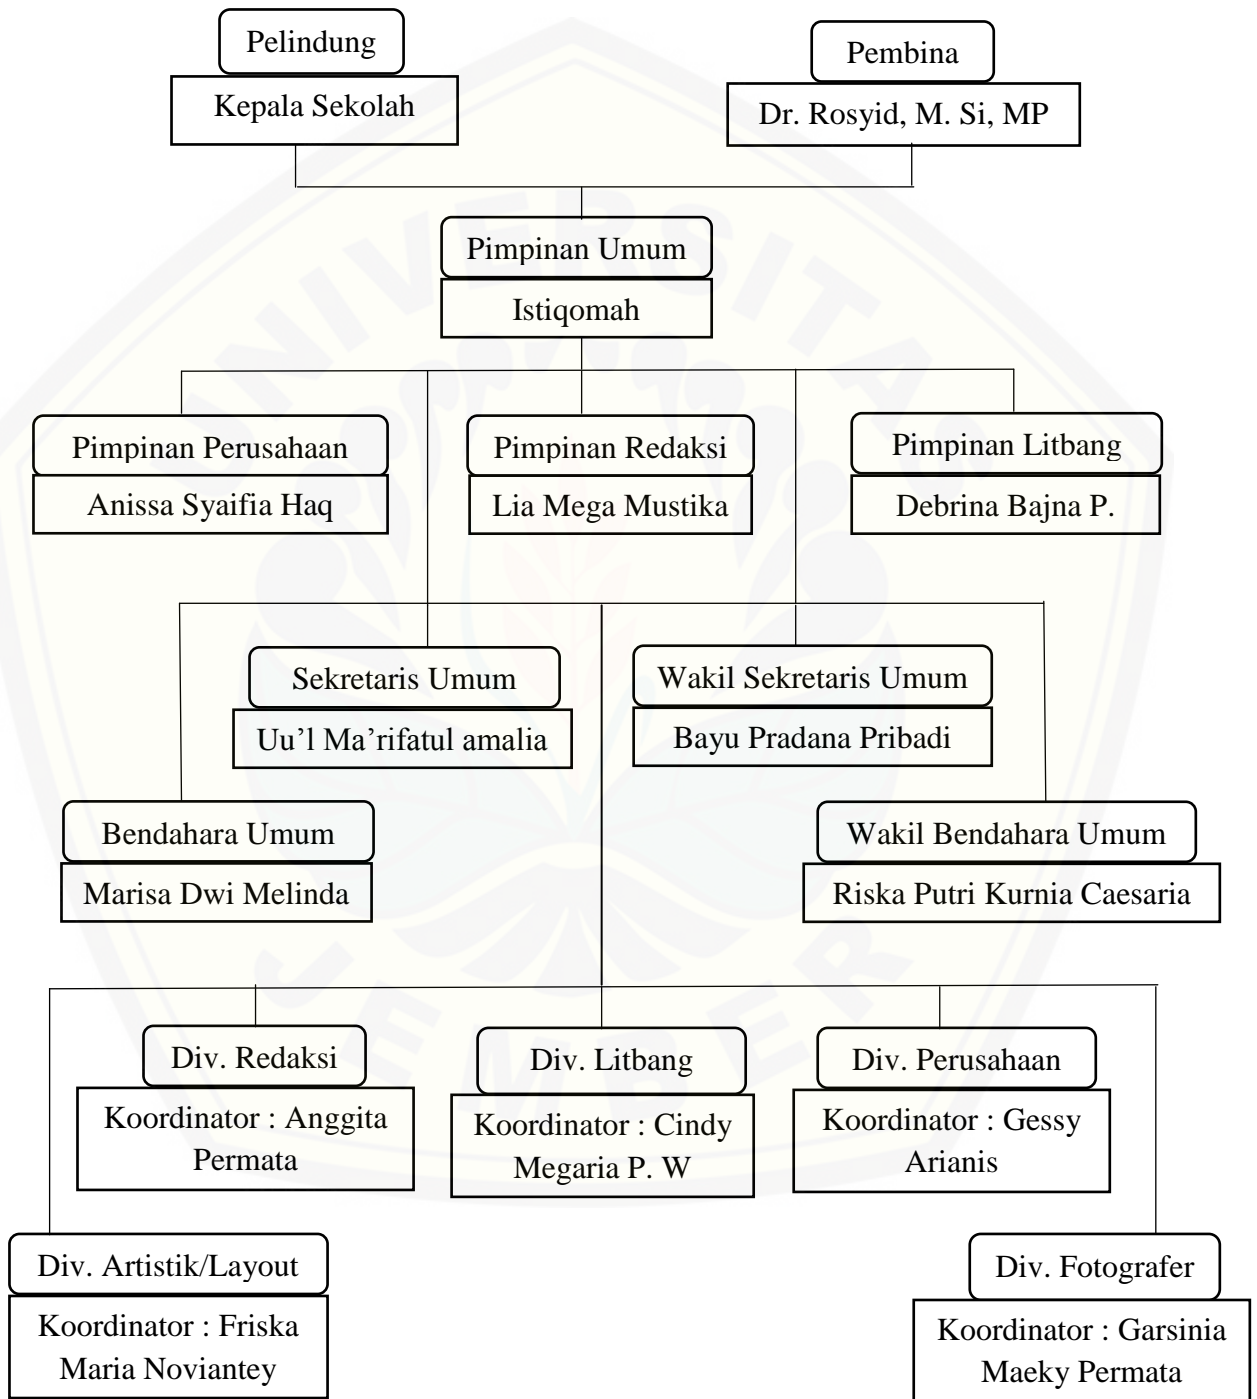 Pelindung
Kepala Sekolah
Pembina
Dr. Rosyid, M. Si, MP
Pimpinan Umum
Istiqomah
Pimpinan Perusahaan
Anissa Syaifia Haq
Pimpinan Redaksi
Lia Mega Mustika
Pimpinan Litbang
Debrina Bajna P.
Sekretaris Umum
Uu’l Ma’rifatul amalia
Wakil Sekretaris Umum
Bayu Pradana Pribadi
Bendahara Umum
Marisa Dwi Melinda
Wakil Bendahara Umum
Riska Putri Kurnia Caesaria
Div. Redaksi
Koordinator : Anggita
Permata
Div. Litbang
Koordinator : Cindy
Megaria P. W
Div. Perusahaan
Koordinator : Gessy
Arianis
Div. Artistik/Layout
Koordinator : Friska
Maria Noviantey
Div. Fotografer
Koordinator : Garsinia
Maeky Permata
UNIVERSITAS
JEMBER